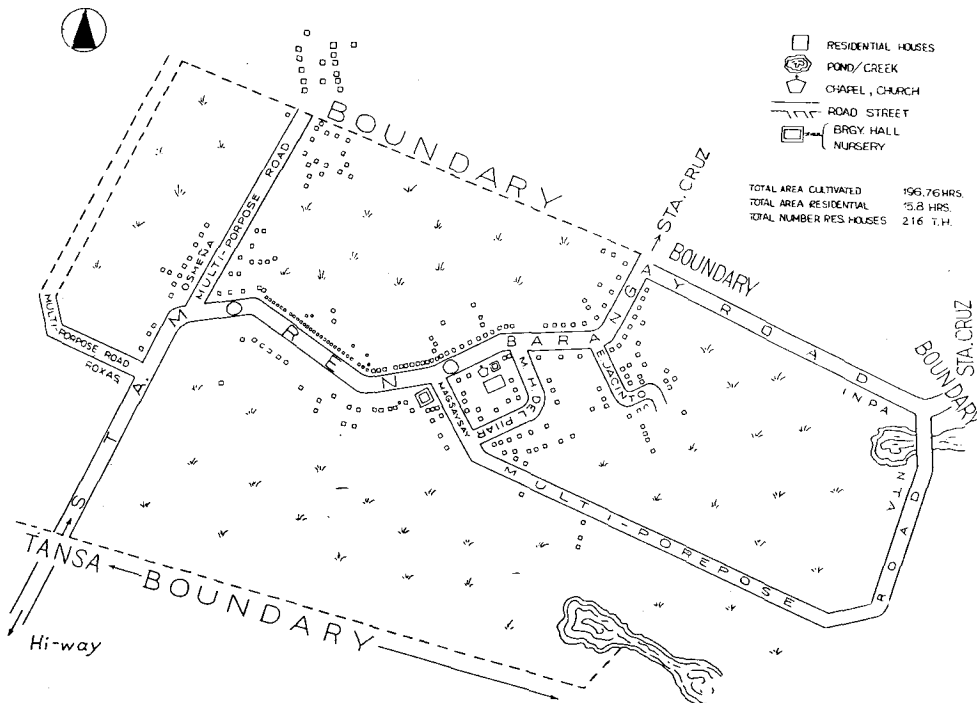 RESIDENTIAL HOUSES
POND/CREEK
CHAPEL, CHURCH
ROAD STREET
BRGY. HALL
NURSERY
TOTAL AREA CULTIVATED 196.76 HRS.
TOTAL AREA RESIDENTIAL 15.8 HRS.
TOTAL NUMBER RES. HOUSES 216 T.H.
BOUNDARY
STA. CRUZ
BOUNDARY
STA. CRUZ
BOUNDARY
OSMEÑA
MULTI-PORPOSE ROAD
MULTI-PORPOSE ROAD
ROXAS
STA. MORENO
BARANGAY ROAD
MAGSAYSAY
M. H. DEL PILAR
E. JACINTO
INPA
NTA
MULTI-POREPOSE ROAD
TANSA
BOUNDARY
Hi-way